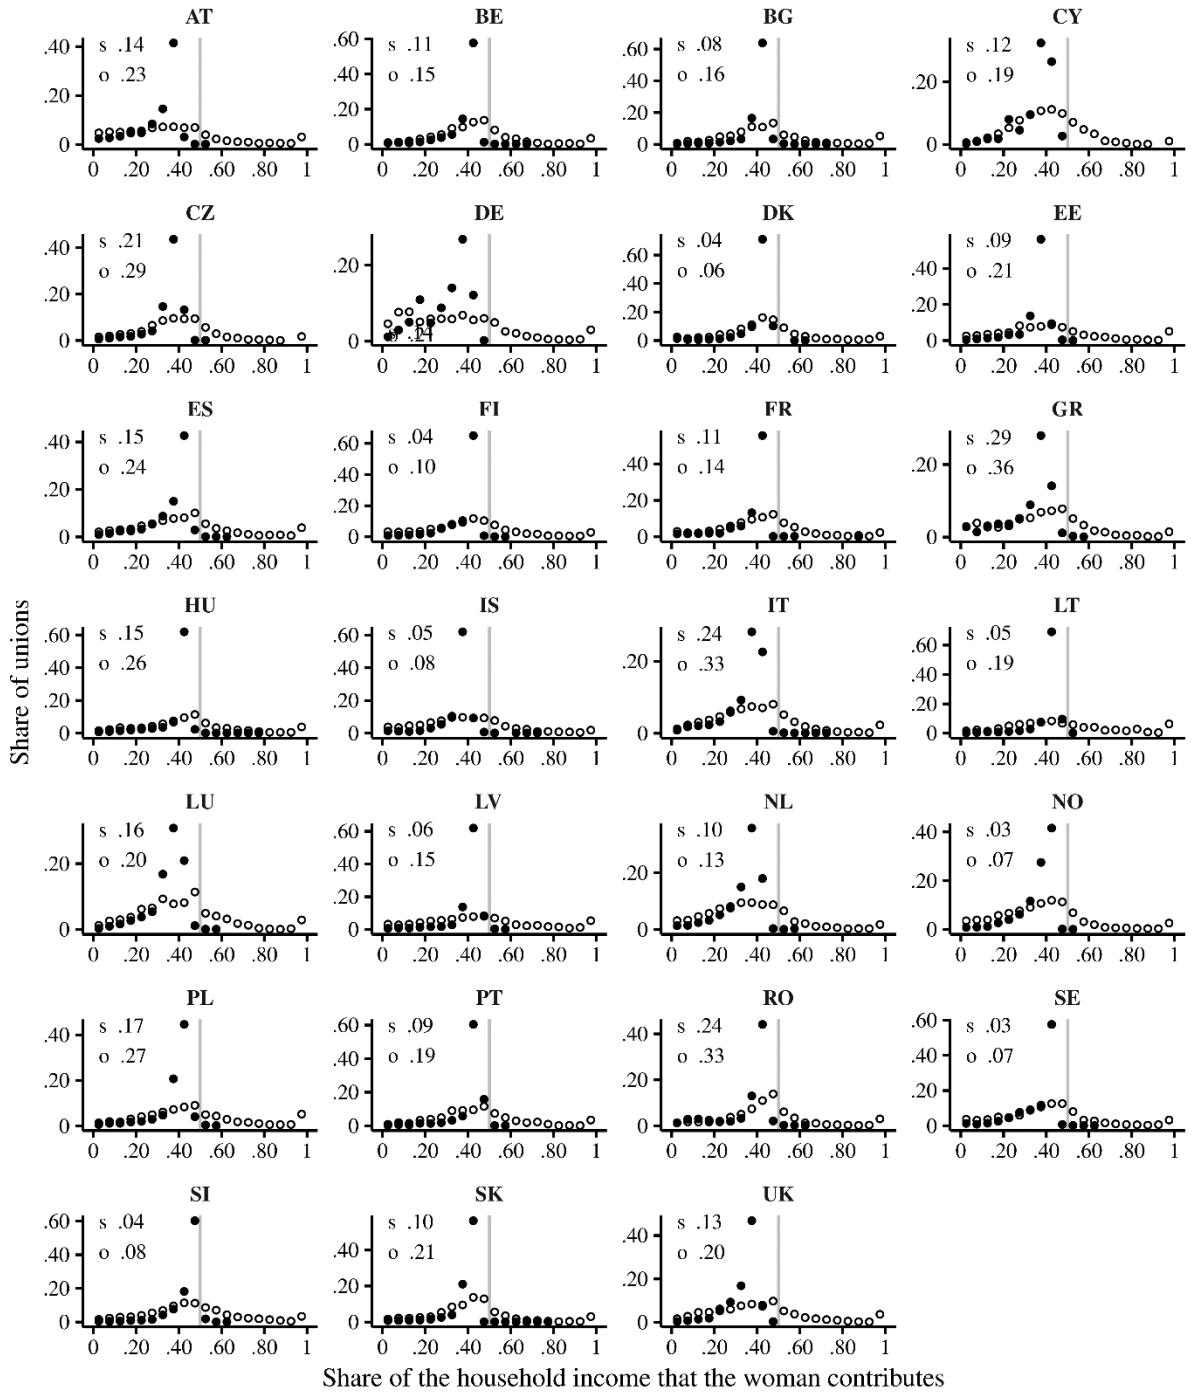 Share of unions
AT
.40
.20
0
s .14
o .23
0 .20 .40 .60 .80 1
BE
.60
.40
.20
0
s .11
o .15
0 .20 .40 .60 .80 1
BG
.60
.40
.20
0
s .08
o .16
0 .20 .40 .60 .80 1
CY
.20
0
s .12
o .19
0 .20 .40 .60 .80 1
CZ
.40
.20
0
s .21
o .29
0 .20 .40 .60 .80 1
DE
.20
0
0 .20 .40 .60 .80 1
DK
.60
.40
.20
0
s .04
o .06
0 .20 .40 .60 .80 1
EE
.40
.20
0
s .09
o .21
0 .20 .40 .60 .80 1
ES
.40
.20
0
s .15
o .24
0 .20 .40 .60 .80 1
FI
.60
.40
.20
0
s .04
o .10
0 .20 .40 .60 .80 1
FR
.40
.20
0
s .11
o .14
0 .20 .40 .60 .80 1
GR
.20
0
s .29
o .36
0 .20 .40 .60 .80 1
HU
.60
.40
.20
0
s .15
o .26
0 .20 .40 .60 .80 1
IS
.60
.40
.20
0
s .05
o .08
0 .20 .40 .60 .80 1
IT
.20
0
s .24
o .33
0 .20 .40 .60 .80 1
LT
.60
.40
.20
0
s .05
o .19
0 .20 .40 .60 .80 1
LU
.20
0
s .16
o .20
0 .20 .40 .60 .80 1
LV
.60
.40
.20
0
s .06
o .15
0 .20 .40 .60 .80 1
NL
.20
0
s .10
o .13
0 .20 .40 .60 .80 1
NO
.40
.20
0
s .03
o .07
0 .20 .40 .60 .80 1
PL
.40
.20
0
s .17
o .27
0 .20 .40 .60 .80 1
PT
.60
.40
.20
0
s .09
o .19
0 .20 .40 .60 .80 1
RO
.40
.20
0
s .24
o .33
0 .20 .40 .60 .80 1
SE
.60
.40
.20
0
s .03
o .07
0 .20 .40 .60 .80 1
SI
.60
.40
.20
0
s .04
o .08
0 .20 .40 .60 .80 1
SK
.40
.20
0
s .10
o .21
0 .20 .40 .60 .80 1
UK
.40
.20
0
s .13
o .20
0 .20 .40 .60 .80 1
Share of the household income that the woman contributes